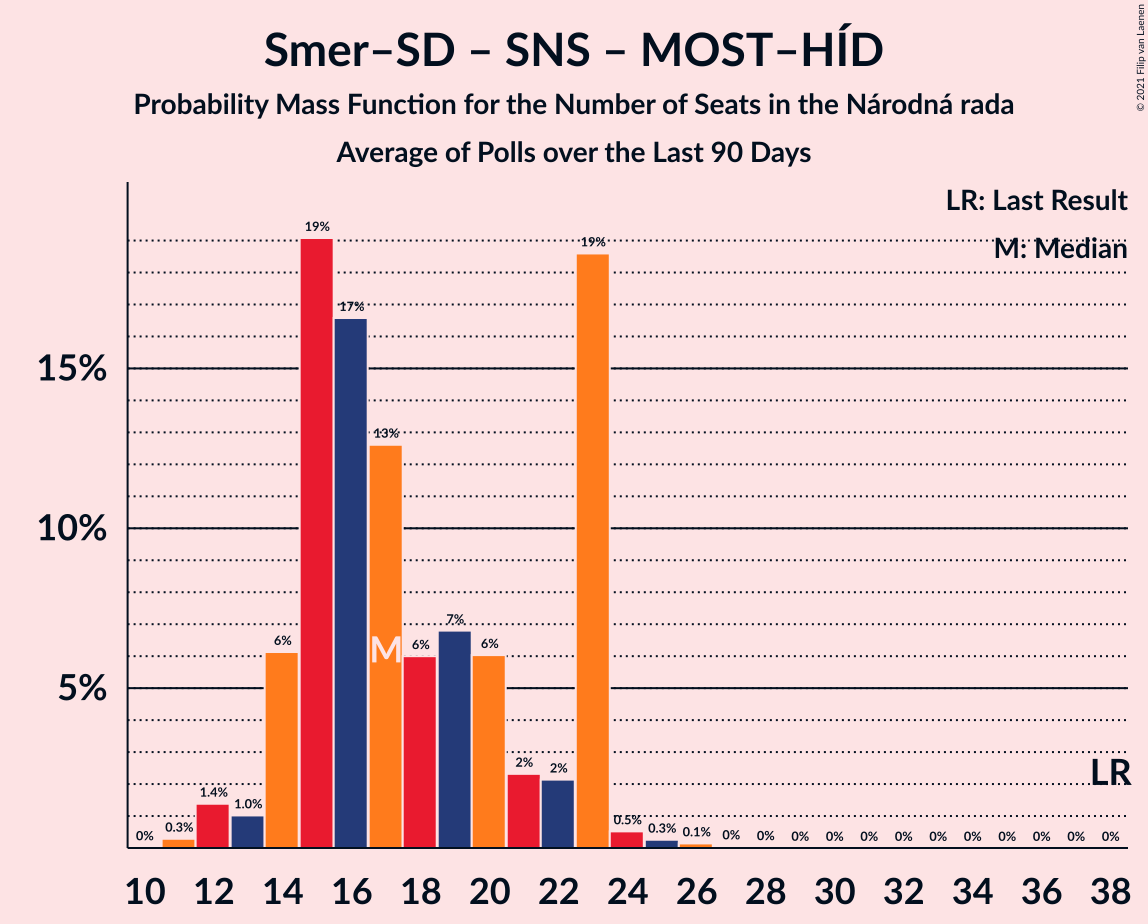 Smer–SD – SNS – MOST–HÍD
Probability Mass Function for the Number of Seats in the Národná rada
Average of Polls over the Last 90 Days
© 2021 Filip van Laenen
LR: Last Result
M: Median
15%
10%
5%
0% 0.3% 1.4% 1.0% 6% 19% 17% 13% 6% 7% 6% 2% 2% 19% 0.5% 0.3% 0.1% 0% 0% 0% 0% 0% 0% 0% 0% 0% 0% 0% 0%
M
LR
10 12 14 16 18 20 22 24 26 28 30 32 34 36 38